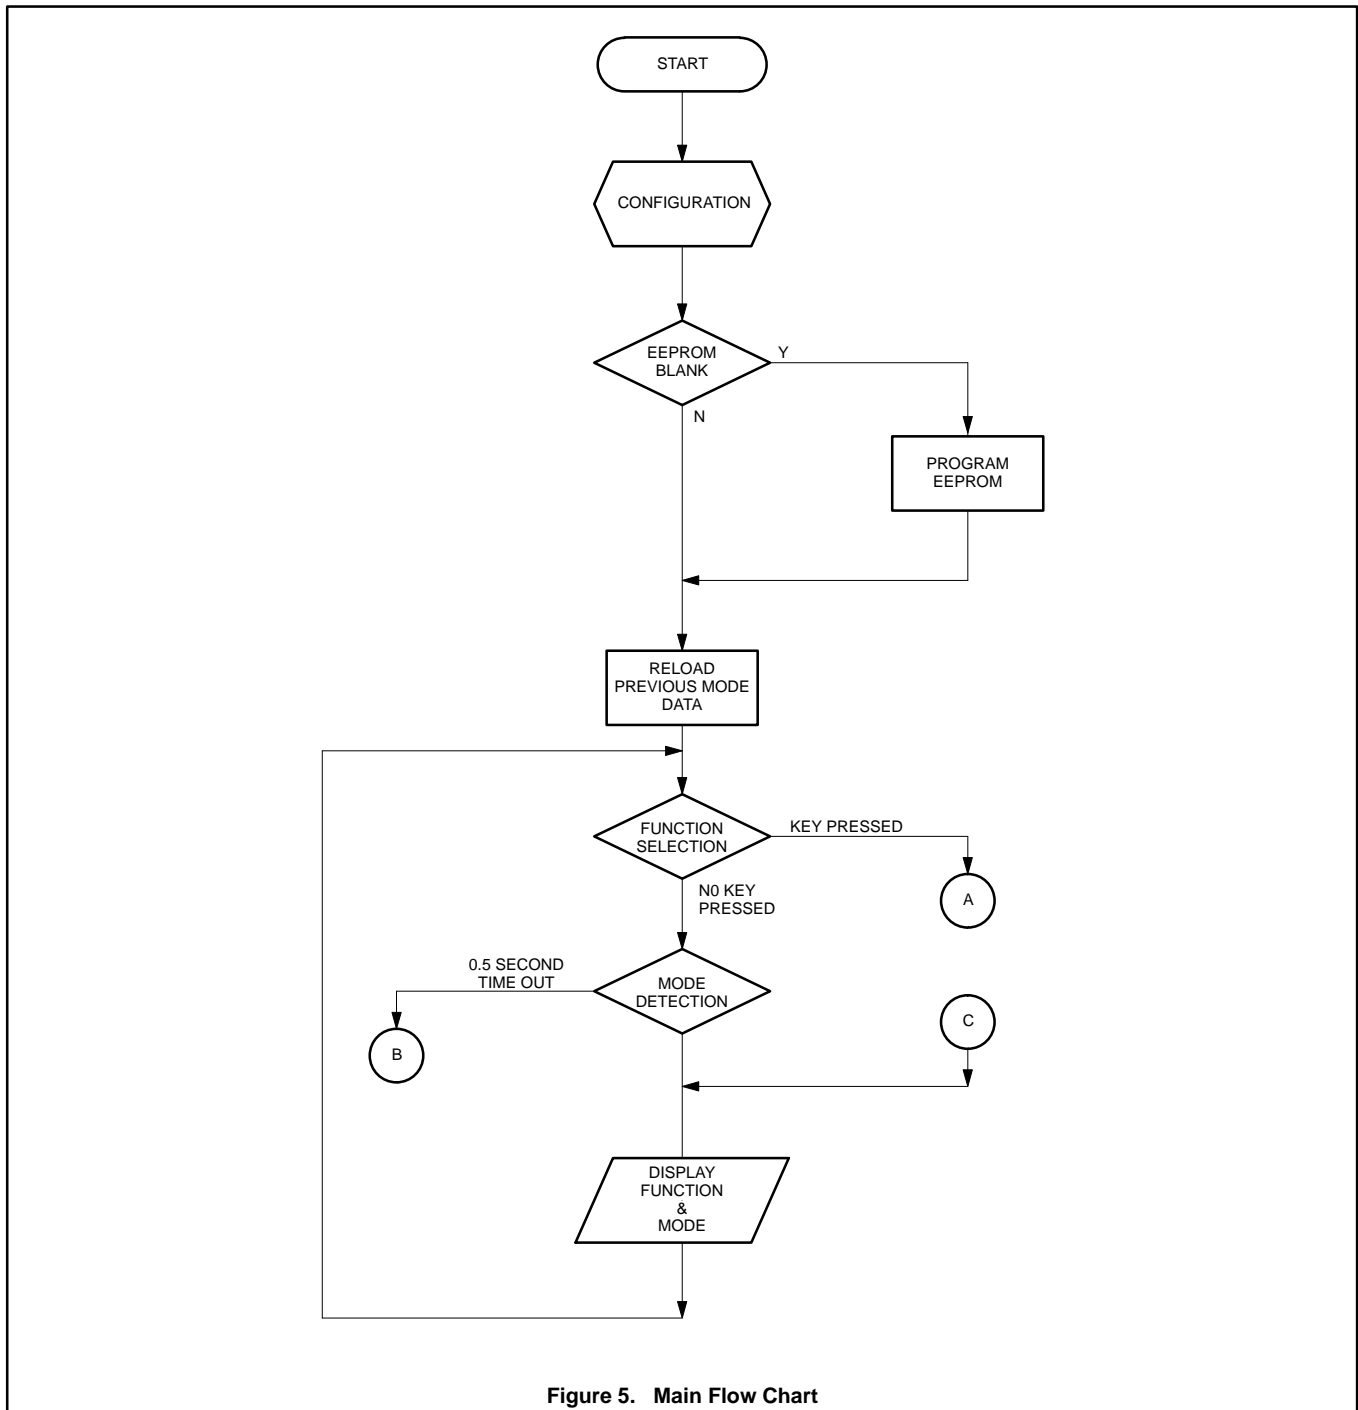 START
CONFIGURATION
EEPROM
BLANK
Y
N
PROGRAM
EEPROM
RELOAD
PREVIOUS MODE
DATA
FUNCTION
SELECTION
KEY PRESSED
A
N0 KEY
PRESSED
0.5 SECOND
TIME OUT
MODE
DETECTION
B
C
DISPLAY
FUNCTION
&
MODE
Figure 5. Main Flow Chart